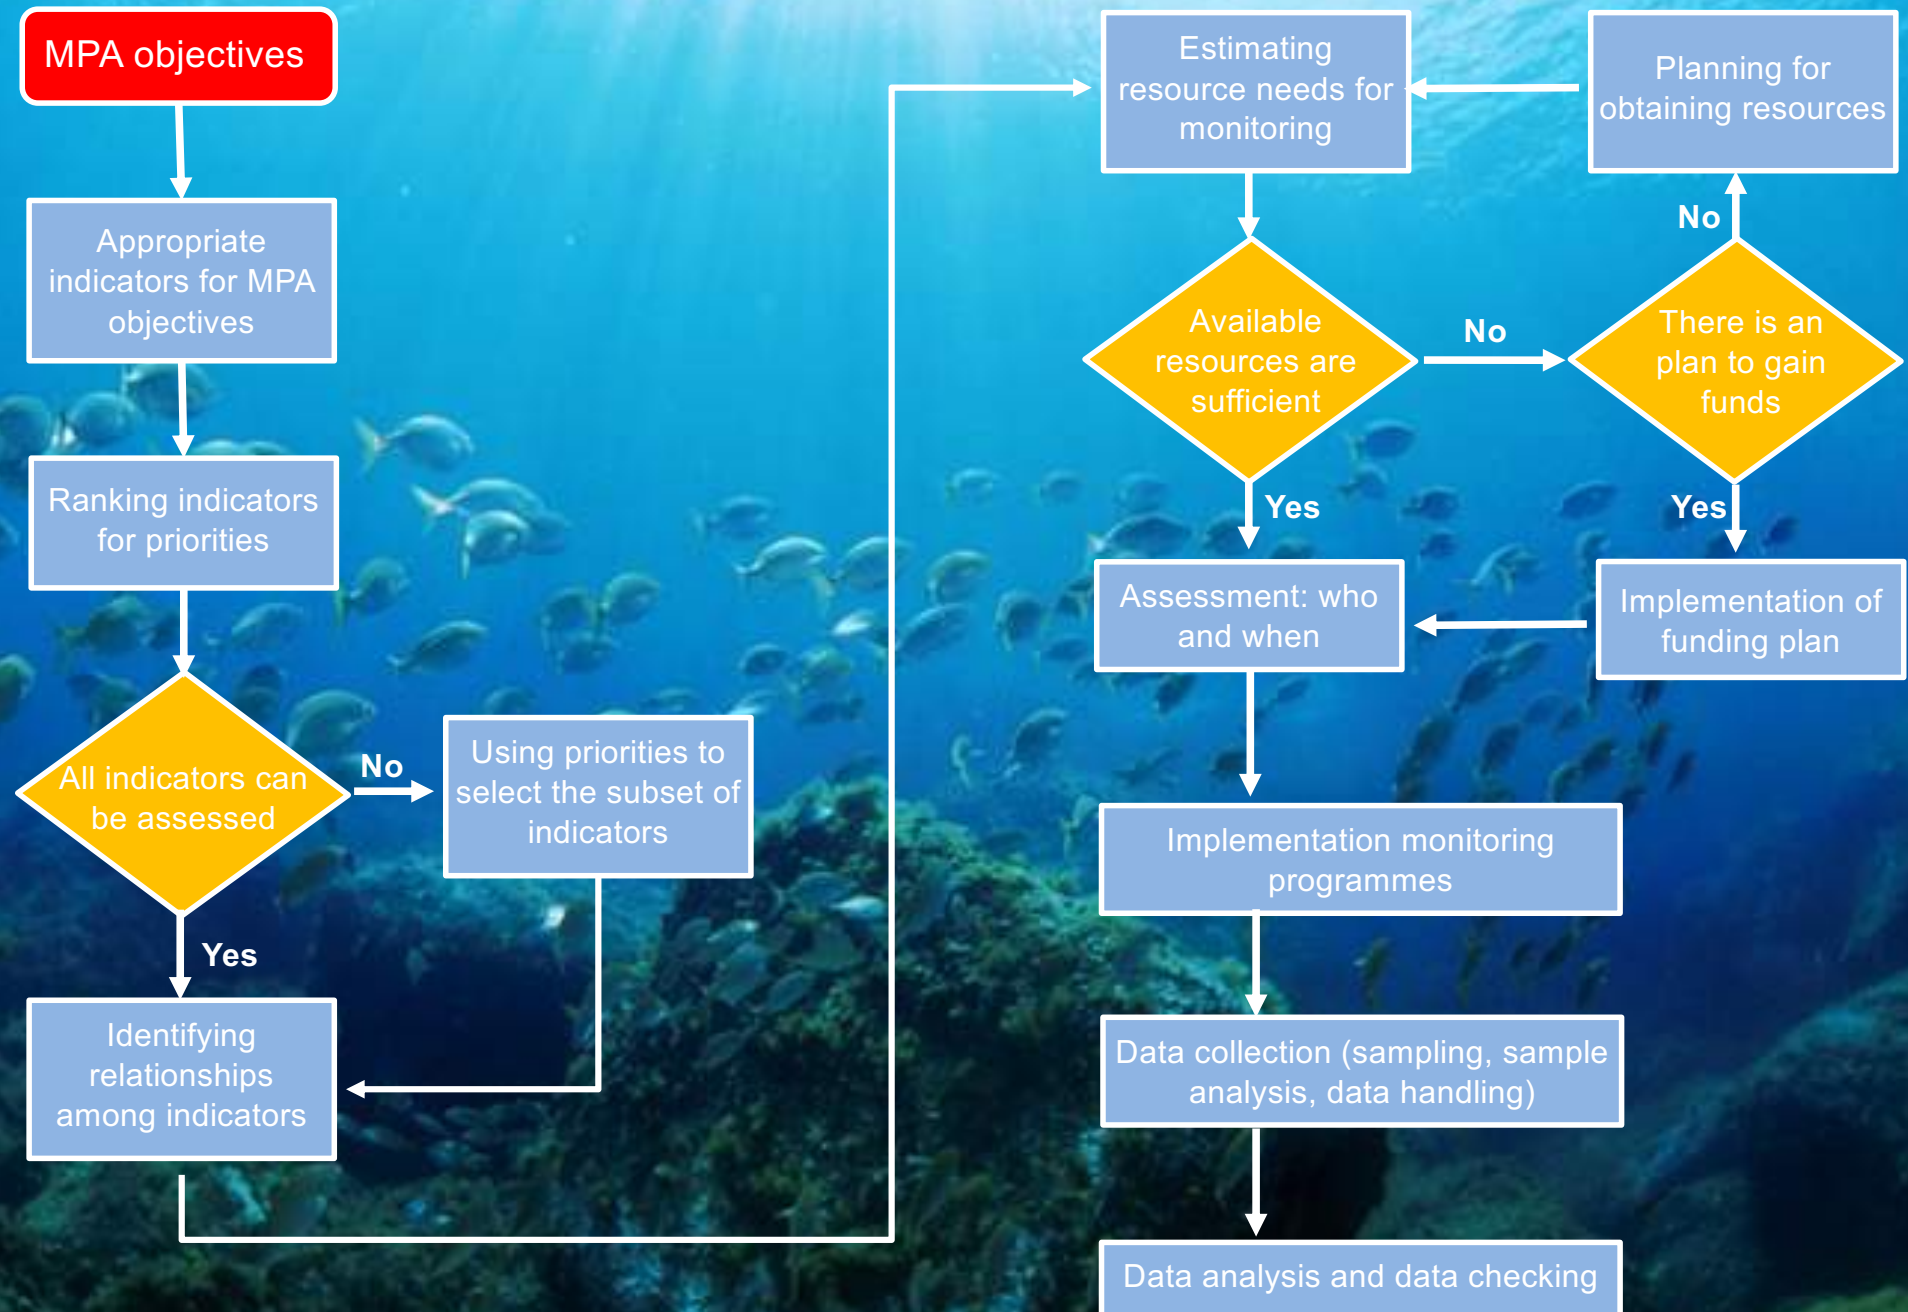 MPA objectives
Appropriate
indicators for MPA
objectives
Ranking indicators
for priorities
All indicators can
be assessed
No
Using priorities to
select the subset of
indicators
Yes
Identifying
relationships
among indicators
Estimating
resource needs for
monitoring
Planning for
obtaining resources
No
Available
resources are
sufficient
No
There is an
plan to gain
funds
Yes
Yes
Assessment: who
and when
Implementation of
funding plan
Implementation monitoring
programmes
Data collection (sampling, sample
analysis, data handling)
Data analysis and data checking